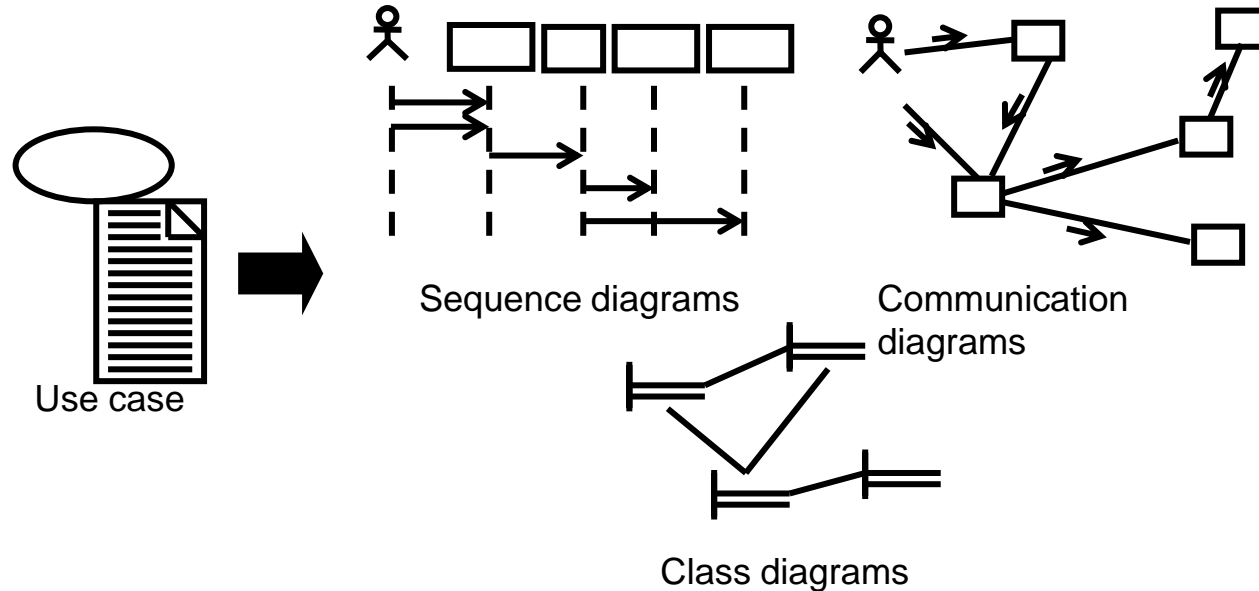 Sequence diagrams
Communication
diagrams
Use case
Class diagrams